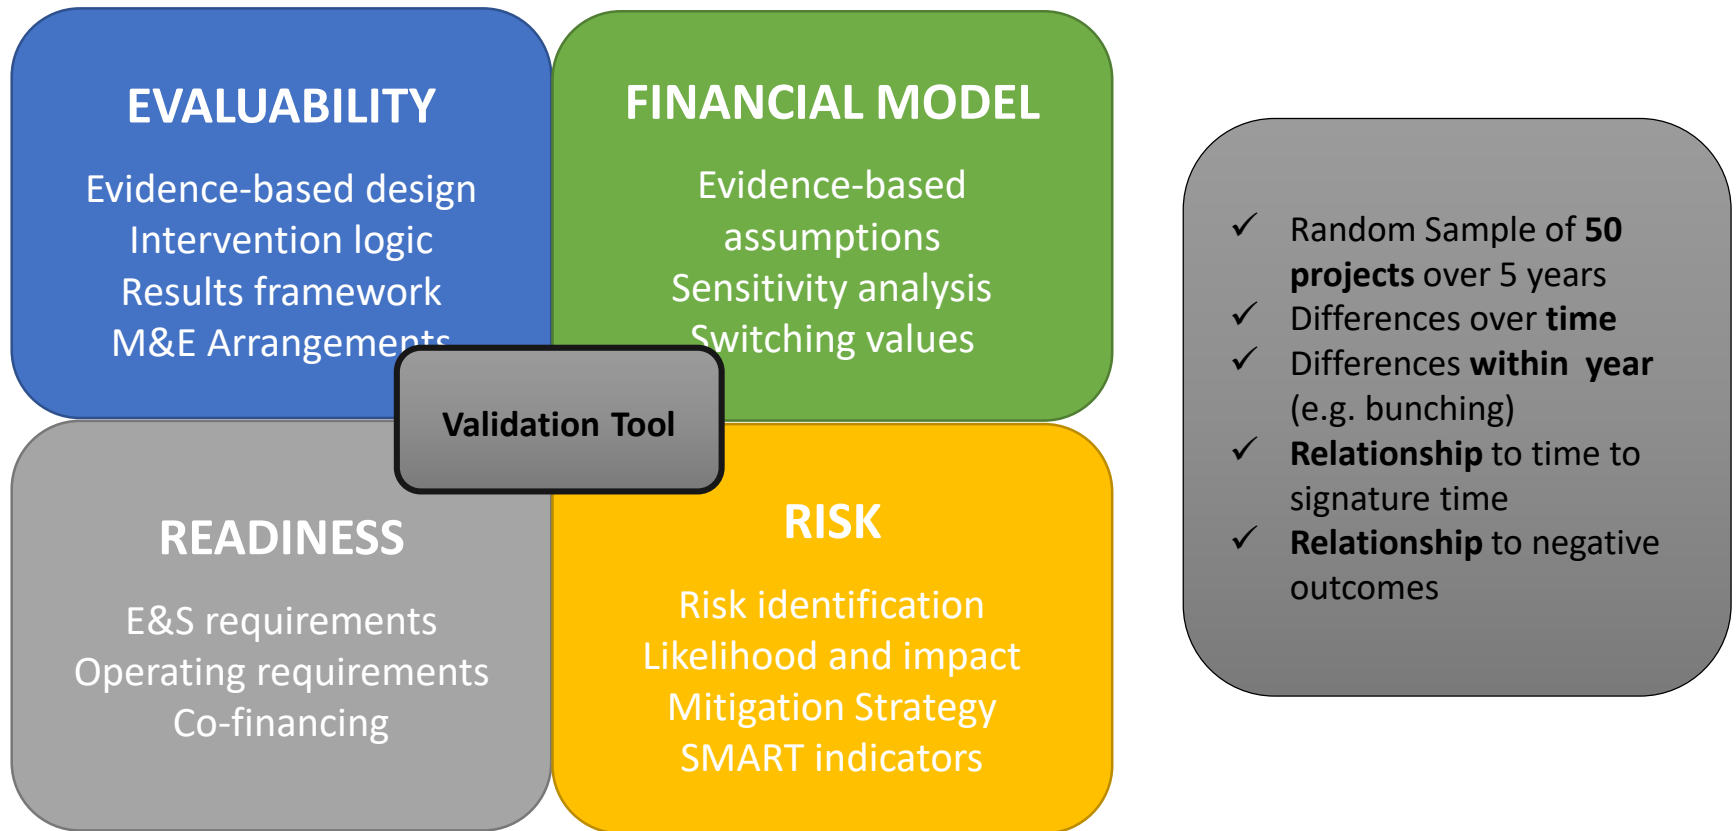 EVALUABILITY
Evidence-based design
Intervention logic
Results framework
M&E Arrangements
FINANCIAL MODEL
Evidence-based
assumptions
Sensitivity analysis
Switching values
Validation Tool
READINESS
E&S requirements
Operating requirements
Co-financing
RISK
Risk identification
Likelihood and impact
Mitigation Strategy
SMART indicators
✓ Random Sample of 50
projects over 5 years
✓ Differences over time
✓ Differences within year
(e.g. bunching)
✓ Relationship to time to
signature time
✓ Relationship to negative
outcomes